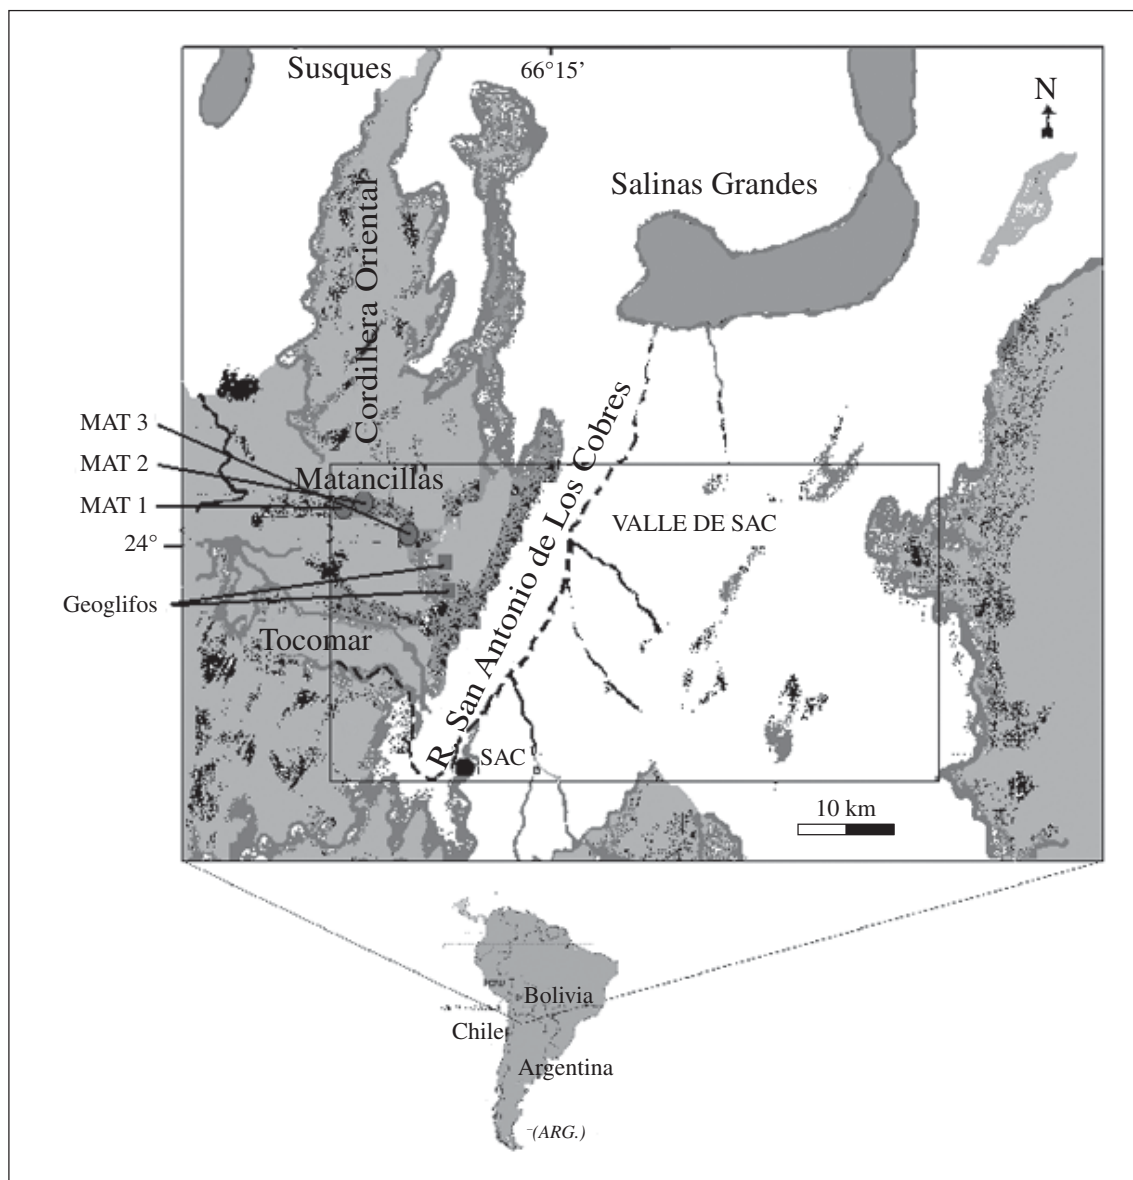 Susques
66°15’
N
Salinas Grandes
Cordillera Oriental
MAT 3
MAT 2
MAT 1
Matancillas
24°
Geoglifos
Tocomar
R. San Antonio de Los Cobres
VALLE DE SAC
SAC
10 km
Bolivia
Chile
Argentina
(ARG.)